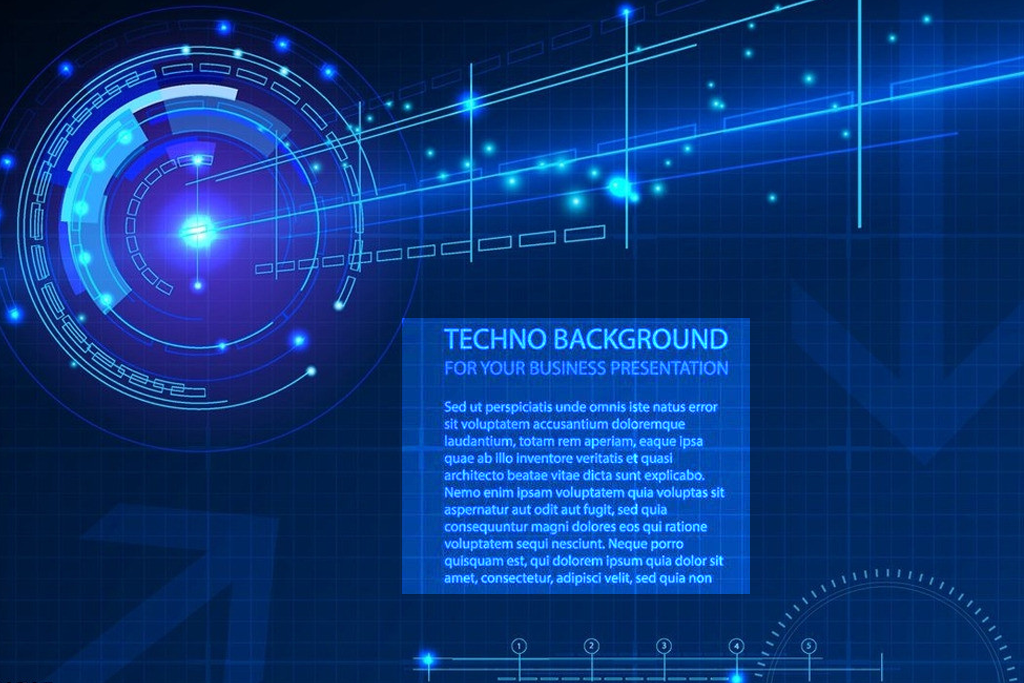 TECHNO BACKGROUND
FOR YOUR BUSINESS PRESENTATION
Sed ut perspiciatis unde omnis iste natus error
sit voluptatem accusantium doloremque
laudantium, totam rem aperiam, eaque ipsa
quae ab illo inventore veritatis et quasi
architecto beatae vitae dicta sunt explicabo.
Nemo enim ipsam voluptatem quia voluptas sit
aspernatur aut odit aut fugit, sed quia
consequuntur magni dolores eos qui ratione
voluptatem sequi nesciunt. Neque porro
quisquam est, qui dolorem ipsum quia dolor sit
amet, consectetur, adipisci velit, sed quia non
1 2 3 4 5